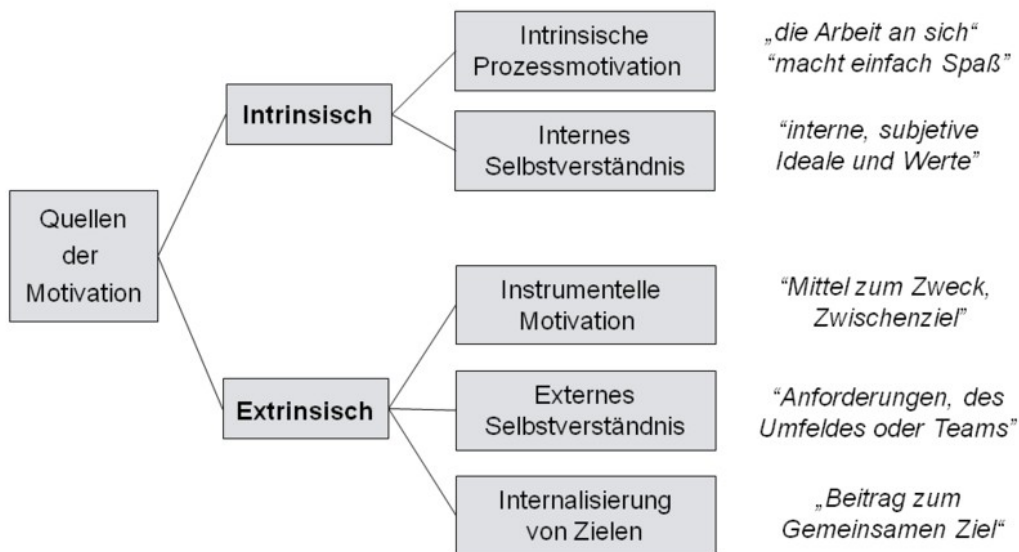 Quellen
der
Motivation
Intrinsisch
Intrinsische
Prozessmotivation
„die Arbeit an sich“
“macht einfach Spaß”
Internes
Selbstverständnis
“interne, subjetive
Ideale und Werte”
Extrinsisch
Instrumentelle
Motivation
“Mittel zum Zweck,
Zwischenziel”
Externes
Selbstverständnis
“Anforderungen, des
Umfeldes oder Teams”
Internalisierung
von Zielen
„Beitrag zum
Gemeinsamen Ziel“